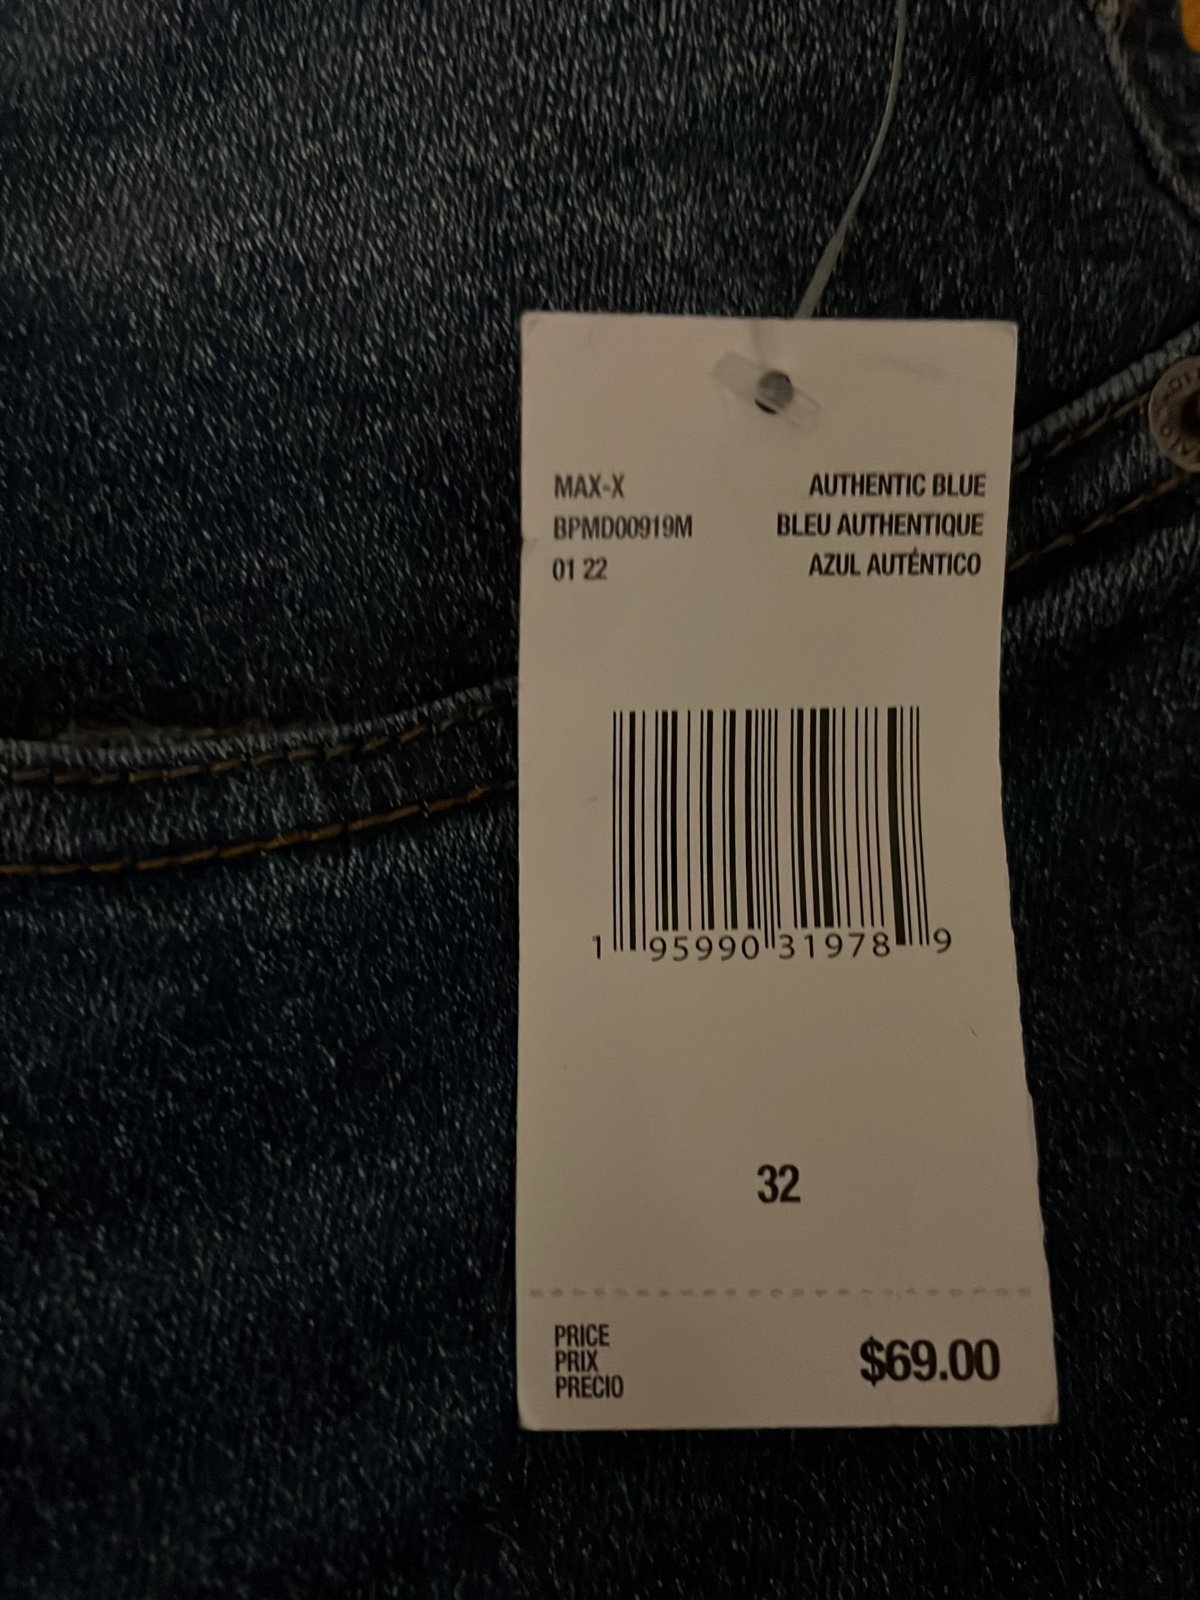 MAX-X
BPMD00919M
01 22
AUTHENTIC BLUE
BLEU AUTHENTIQUE
AZUL AUTÉNTICO
1 95990 31978 9
32
PRICE
PRIX
PRECIO
$69.00